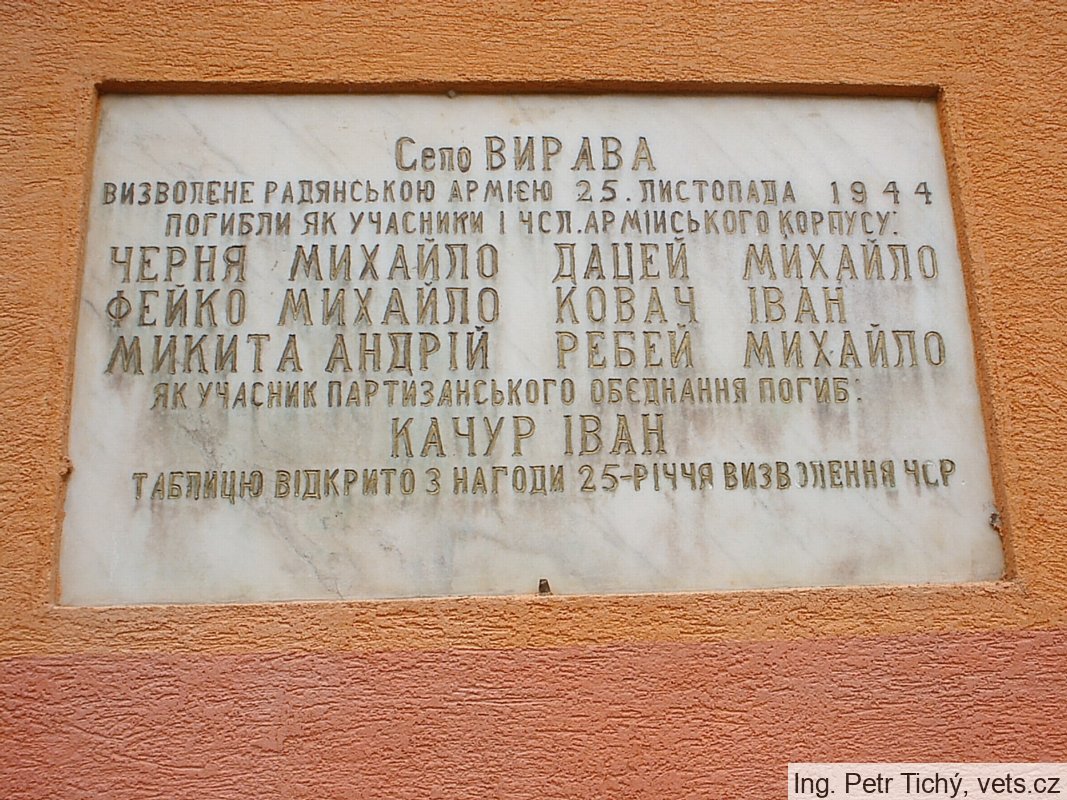 Село ВИРАВА
ВИЗВОЛЕНЕ РАДЯНСЬКОЮ АРМІЄЮ 25. ЛИСТОПАДА 1944
ПОГИБЛИ ЯК УЧАСНИКИ І ЧСЛ. АРМІЙСЬКОГО КОРПУСУ:
ЧЕРНЯ МИХАЙЛО ДАЦЕЙ МИХАЙЛО
ФЕЙКО МИХАЙЛО КОВАЧ ІВАН
МИКИТА АНДРІЙ РЕБЕЙ МИХАЙЛО
ЯК УЧАСНИК ПАРТИЗАНСЬКОГО ОБЄДНАННЯ ПОГИБ:
КАЧУР ІВАН
ТАБЛИЦЮ ВІДКРИТО З НАГОДИ 25-РІЧЧЯ ВИЗВОЛЕННЯ ЧСР
Ing. Petr Tichý, vets.cz